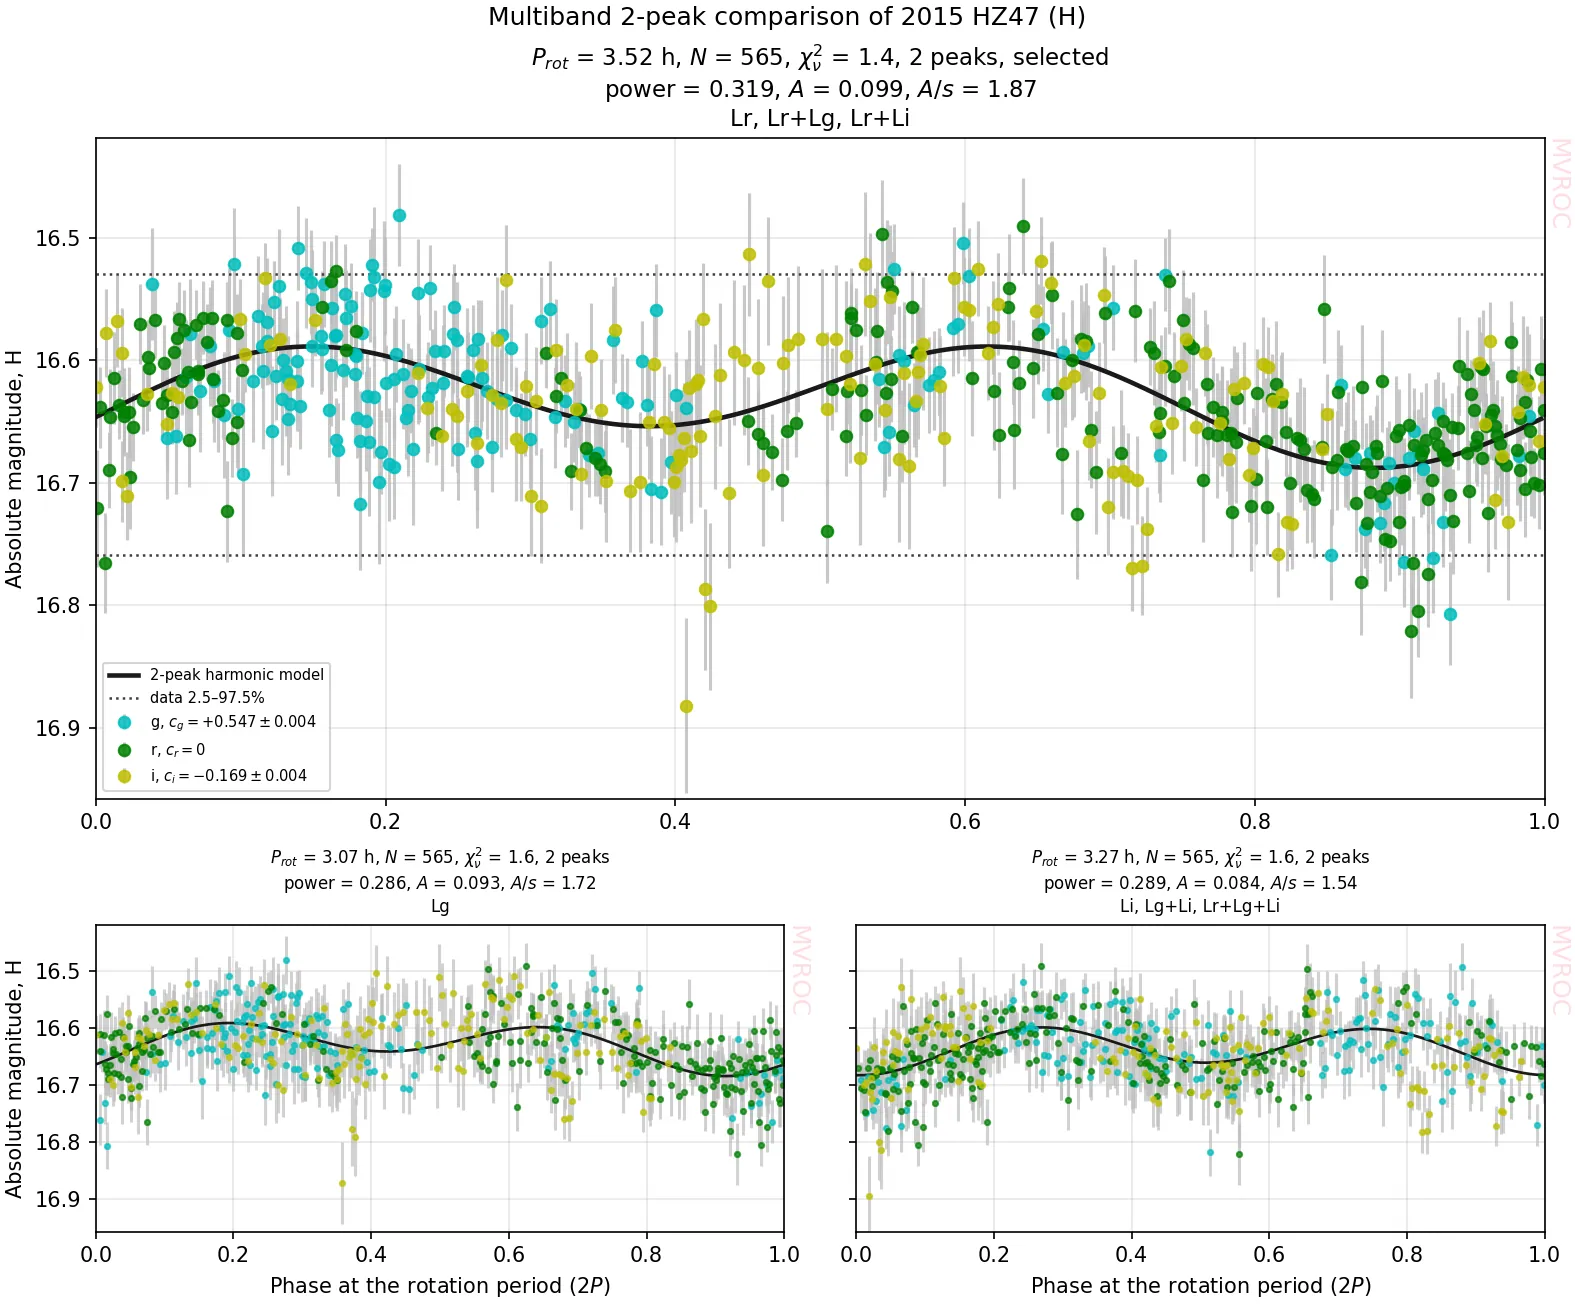 Multiband 2-peak comparison of 2015 HZ47 (H)
P_rot = 3.52 h, N = 565, χ²_ν = 1.4, 2 peaks, selected
power = 0.319, A = 0.099, A/s = 1.87
Lr, Lr+Lg, Lr+Li
MVROC
Absolute magnitude, H
16.5
16.6
16.7
16.8
16.9
2-peak harmonic model
data 2.5–97.5%
g, c_g = +0.547 ± 0.004
r, c_r = 0
i, c_i = −0.169 ± 0.004
0.0 0.2 0.4 0.6 0.8 1.0
P_rot = 3.07 h, N = 565, χ²_ν = 1.6, 2 peaks
power = 0.286, A = 0.093, A/s = 1.72
Lg
MVROC
Absolute magnitude, H
16.5
16.6
16.7
16.8
16.9
0.0 0.2 0.4 0.6 0.8 1.0
Phase at the rotation period (2P)
P_rot = 3.27 h, N = 565, χ²_ν = 1.6, 2 peaks
power = 0.289, A = 0.084, A/s = 1.54
Li, Lg+Li, Lr+Lg+Li
MVROC
0.0 0.2 0.4 0.6 0.8 1.0
Phase at the rotation period (2P)